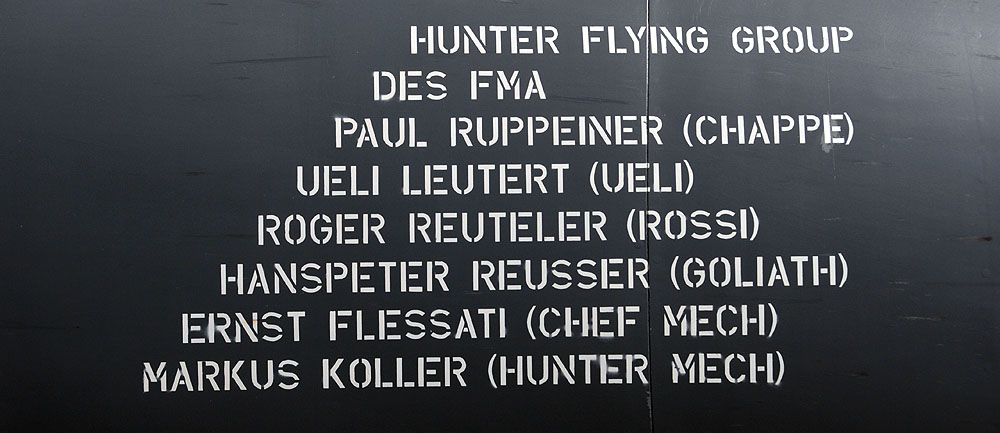 HUNTER FLYING GROUP
DES FMA
PAUL RUPPEINER (CHAPPE)
UELI LEUTERT (UELI)
ROGER REUTELER (ROSSI)
HANSPETER REUSSER (GOLIATH)
ERNST FLESSATI (CHEF MECH)
MARKUS KOLLER (HUNTER MECH)